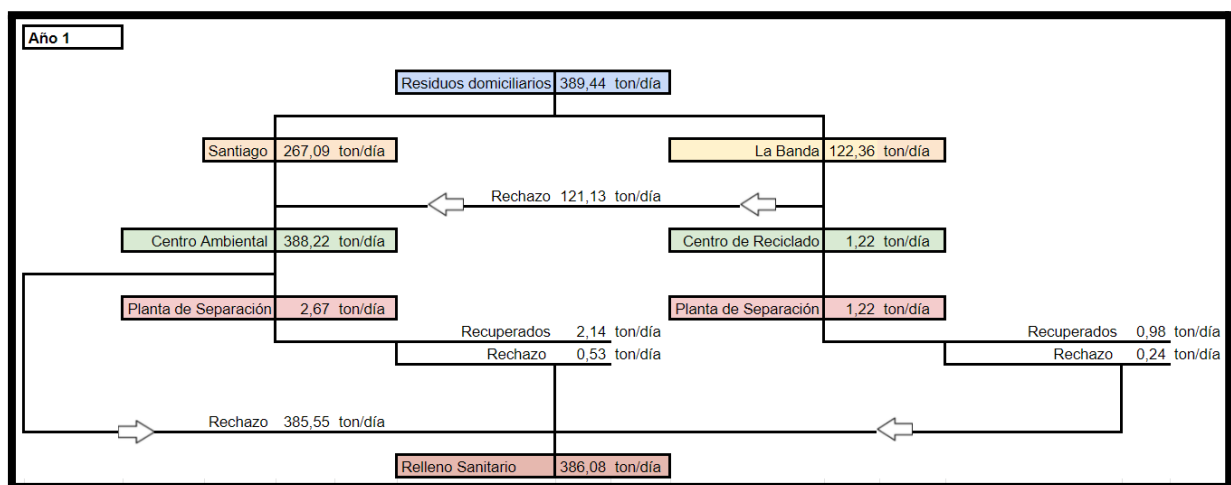 Año 1
Residuos domiciliarios 389,44 ton/día
Santiago 267,09 ton/día La Banda 122,36 ton/día
Rechazo 121,13 ton/día
Centro Ambiental 388,22 ton/día Centro de Reciclado 1,22 ton/día
Planta de Separación 2,67 ton/día Planta de Separación 1,22 ton/día
Recuperados 2,14 ton/día Recuperados 0,98 ton/día
Rechazo 0,53 ton/día Rechazo 0,24 ton/día
Rechazo 385,55 ton/día
Relleno Sanitario 386,08 ton/día